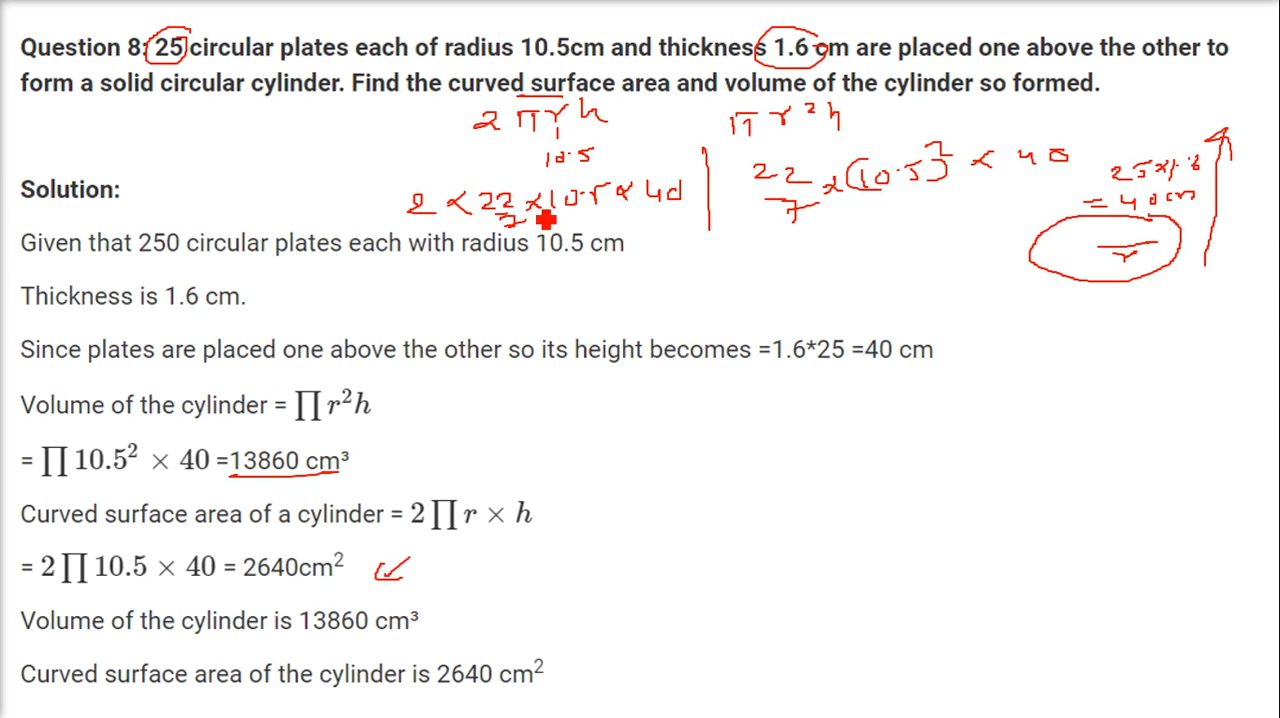 Question 8: 25 circular plates each of radius 10.5cm and thickness 1.6 cm are placed one above the other to
form a solid circular cylinder. Find the curved surface area and volume of the cylinder so formed.
2 π r h
10.5
π r² h
2 × 22/7 × 10.5 × 40
22/7 × (10.5)² × 40
25×1.6
= 40cm
r
Solution:
Given that 250 circular plates each with radius 10.5 cm
Thickness is 1.6 cm.
Since plates are placed one above the other so its height becomes =1.6*25 =40 cm
Volume of the cylinder = ∏ r²h
= ∏ 10.5² × 40 =13860 cm³
Curved surface area of a cylinder = 2 ∏ r × h
= 2 ∏ 10.5 × 40 = 2640cm²
Volume of the cylinder is 13860 cm³
Curved surface area of the cylinder is 2640 cm²